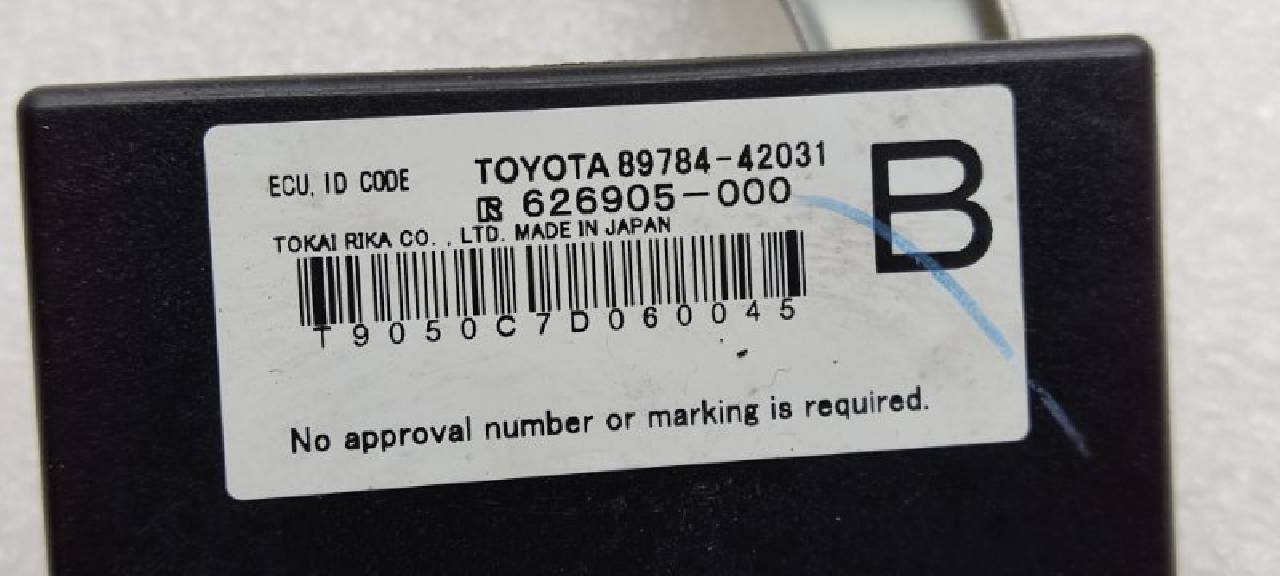 ECU, ID CODE TOYOTA 89784-42031
R 626905-000
B
TOKAI RIKA CO. , LTD. MADE IN JAPAN
T9050C7D060045
No approval number or marking is required.